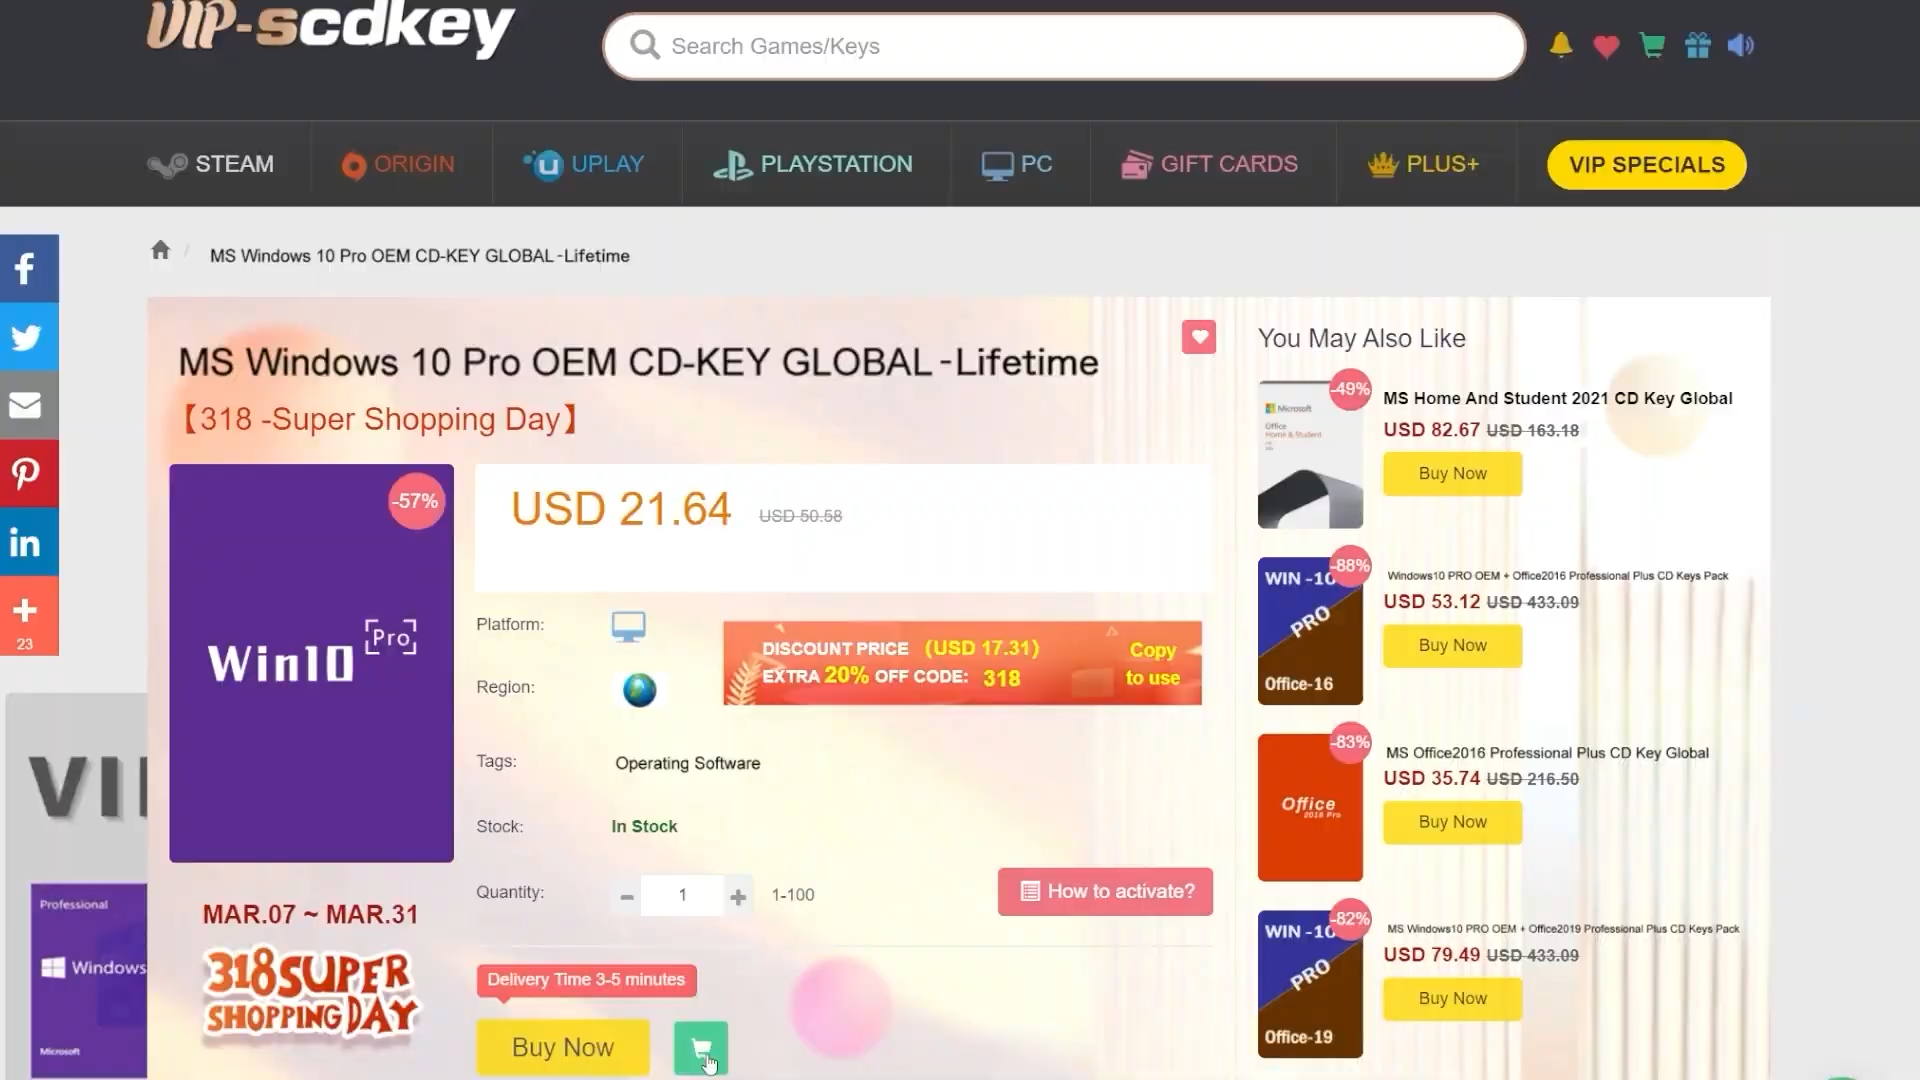 VIP-scdkey
Search Games/Keys
STEAM
ORIGIN
UPLAY
PLAYSTATION
PC
GIFT CARDS
PLUS+
VIP SPECIALS
MS Windows 10 Pro OEM CD-KEY GLOBAL -Lifetime
MS Windows 10 Pro OEM CD-KEY GLOBAL -Lifetime
【318 -Super Shopping Day】
-57%
Win10 [Pro]
MAR.07 ~ MAR.31
318 SUPER
SHOPPING DAY
USD 21.64 USD 50.58
Platform:
Region:
DISCOUNT PRICE (USD 17.31)
EXTRA 20% OFF CODE: 318
Copy
to use
Tags: Operating Software
Stock: In Stock
Quantity: - 1 + 1-100
How to activate?
Delivery Time 3-5 minutes
Buy Now
You May Also Like
-49%
Microsoft
Office
Home & Student
MS Home And Student 2021 CD Key Global
USD 82.67 USD 163.18
Buy Now
-88%
WIN -10
PRO
Office-16
Windows10 PRO OEM + Office2016 Professional Plus CD Keys Pack
USD 53.12 USD 433.09
Buy Now
-83%
Office
2016 Pro
MS Office2016 Professional Plus CD Key Global
USD 35.74 USD 216.50
Buy Now
-82%
WIN -10
PRO
Office-19
MS Windows10 PRO OEM + Office2019 Professional Plus CD Keys Pack
USD 79.49 USD 433.09
Buy Now
23
VI
Professional
Windows
Microsoft